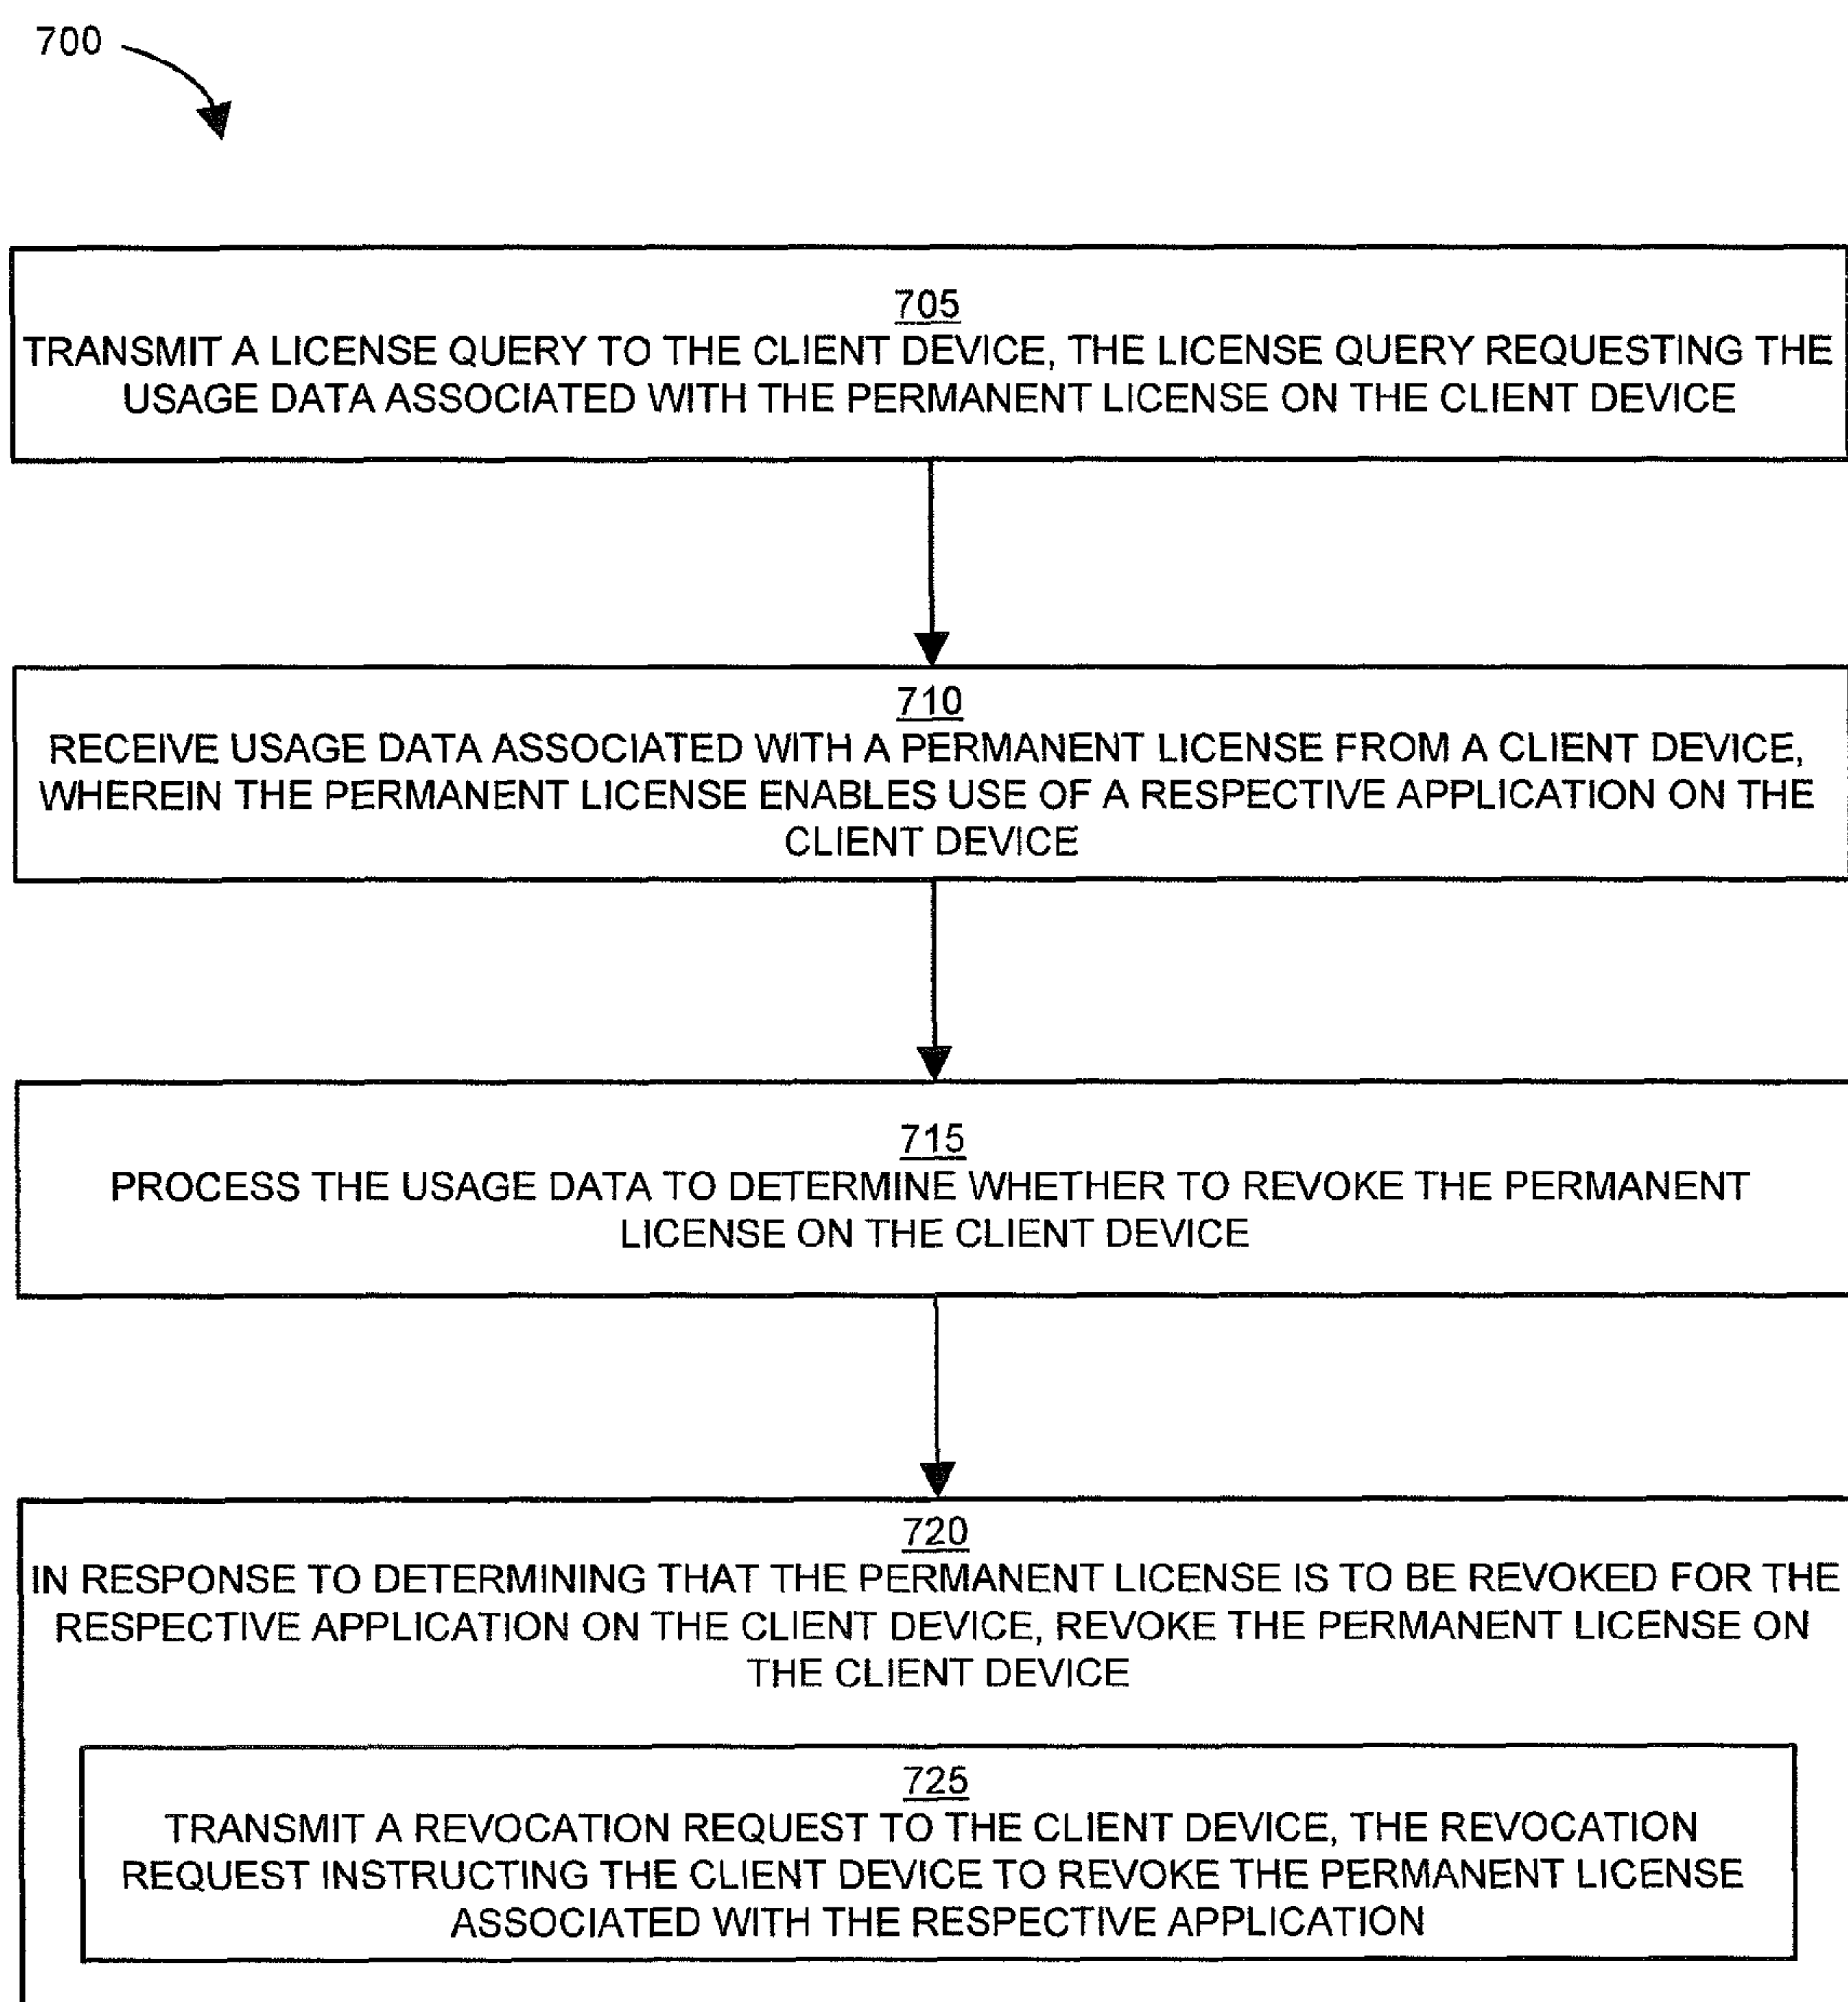 700
705
TRANSMIT A LICENSE QUERY TO THE CLIENT DEVICE, THE LICENSE QUERY REQUESTING THE
USAGE DATA ASSOCIATED WITH THE PERMANENT LICENSE ON THE CLIENT DEVICE
710
RECEIVE USAGE DATA ASSOCIATED WITH A PERMANENT LICENSE FROM A CLIENT DEVICE,
WHEREIN THE PERMANENT LICENSE ENABLES USE OF A RESPECTIVE APPLICATION ON THE
CLIENT DEVICE
715
PROCESS THE USAGE DATA TO DETERMINE WHETHER TO REVOKE THE PERMANENT
LICENSE ON THE CLIENT DEVICE
720
IN RESPONSE TO DETERMINING THAT THE PERMANENT LICENSE IS TO BE REVOKED FOR THE
RESPECTIVE APPLICATION ON THE CLIENT DEVICE, REVOKE THE PERMANENT LICENSE ON
THE CLIENT DEVICE
725
TRANSMIT A REVOCATION REQUEST TO THE CLIENT DEVICE, THE REVOCATION
REQUEST INSTRUCTING THE CLIENT DEVICE TO REVOKE THE PERMANENT LICENSE
ASSOCIATED WITH THE RESPECTIVE APPLICATION